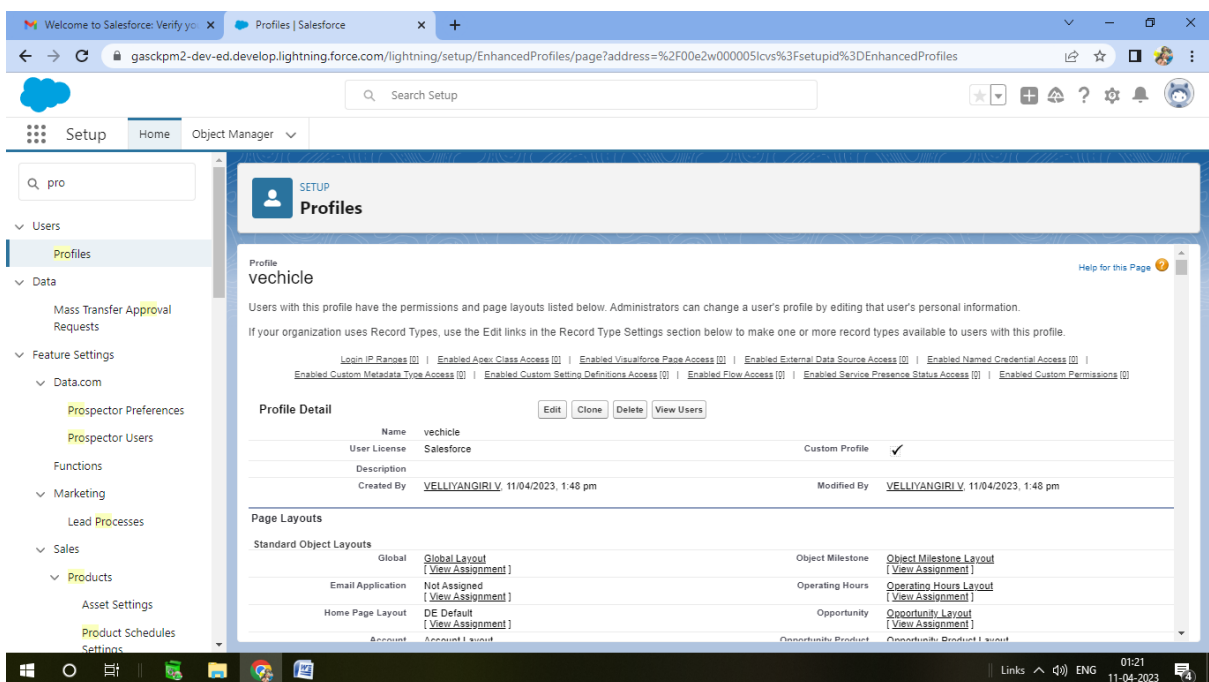 Welcome to Salesforce: Verify yo
Profiles | Salesforce
gasckpm2-dev-ed.develop.lightning.force.com/lightning/setup/EnhancedProfiles/page?address=%2F00e2w000005lcvs%3Fsetupid%3DEnhancedProfiles
Search Setup
Setup
Home
Object Manager
pro
Users
Profiles
Data
Mass Transfer Approval
Requests
Feature Settings
Data.com
Prospector Preferences
Prospector Users
Functions
Marketing
Lead Processes
Sales
Products
Asset Settings
Product Schedules
Settings
SETUP
Profiles
Profile
vechicle
Help for this Page
Users with this profile have the permissions and page layouts listed below. Administrators can change a user's profile by editing that user's personal information.
If your organization uses Record Types, use the Edit links in the Record Type Settings section below to make one or more record types available to users with this profile.
Login IP Ranges [0] | Enabled Apex Class Access [0] | Enabled Visualforce Page Access [0] | Enabled External Data Source Access [0] | Enabled Named Credential Access [0] |
Enabled Custom Metadata Type Access [0] | Enabled Custom Setting Definitions Access [0] | Enabled Flow Access [0] | Enabled Service Presence Status Access [0] | Enabled Custom Permissions [0]
Profile Detail Edit Clone Delete View Users
Name vechicle
User License Salesforce Custom Profile
Description
Created By VELLIYANGIRI V, 11/04/2023, 1:48 pm Modified By VELLIYANGIRI V, 11/04/2023, 1:48 pm
Page Layouts
Standard Object Layouts
Global Global Layout Object Milestone Object Milestone Layout
[ View Assignment ] [ View Assignment ]
Email Application Not Assigned Operating Hours Operating Hours Layout
[ View Assignment ] [ View Assignment ]
Home Page Layout DE Default Opportunity Opportunity Layout
[ View Assignment ] [ View Assignment ]
Account Account Layout Opportunity Product Opportunity Product Layout
Links ENG 01:21
11-04-2023
4